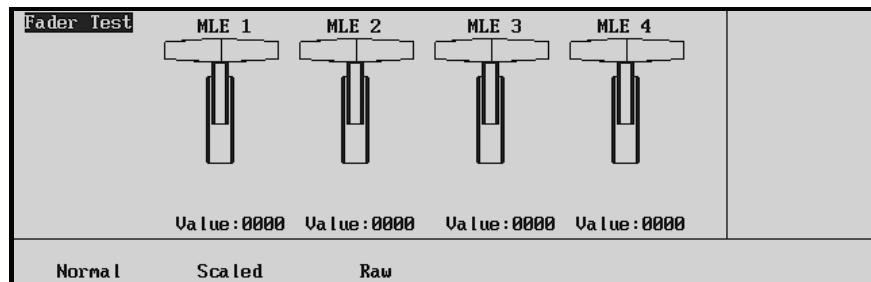 Fader Test
MLE 1 MLE 2 MLE 3 MLE 4
Value:0000 Value:0000 Value:0000 Value:0000
Normal Scaled Raw